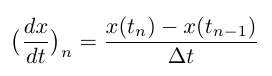 (dx/dt)_n = (x(t_n) − x(t_{n−1}))/Δt